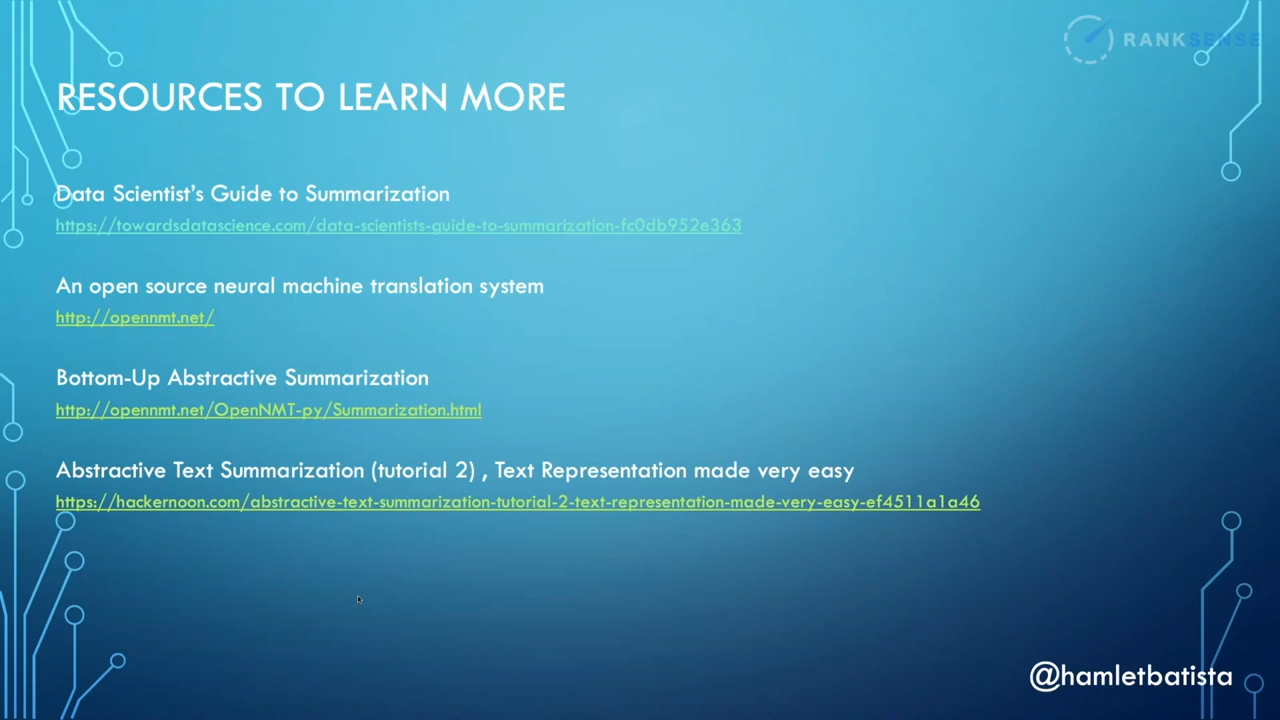 RANKSENSE
RESOURCES TO LEARN MORE
Data Scientist's Guide to Summarization
https://towardsdatascience.com/data-scientists-guide-to-summarization-fc0db952e363
An open source neural machine translation system
http://opennmt.net/
Bottom-Up Abstractive Summarization
http://opennmt.net/OpenNMT-py/Summarization.html
Abstractive Text Summarization (tutorial 2) , Text Representation made very easy
https://hackernoon.com/abstractive-text-summarization-tutorial-2-text-representation-made-very-easy-ef4511a1a46
@hamletbatista